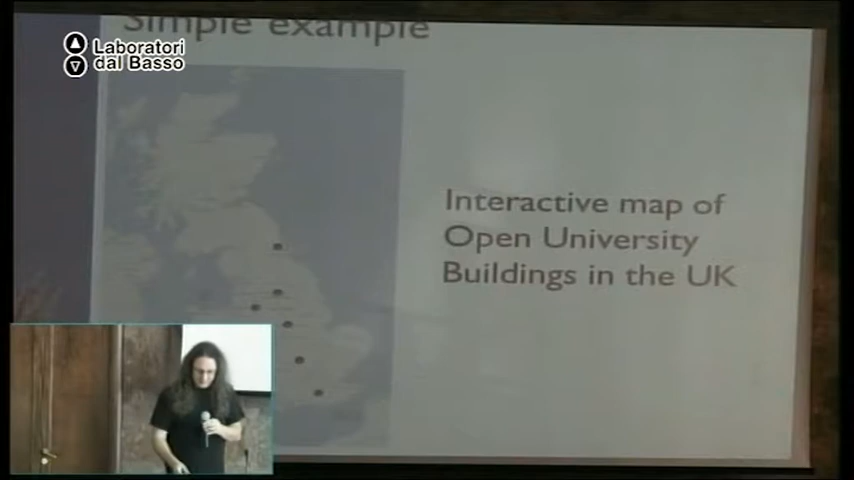 Simple example
Laboratori
dal Basso
Interactive map of
Open University
Buildings in the UK